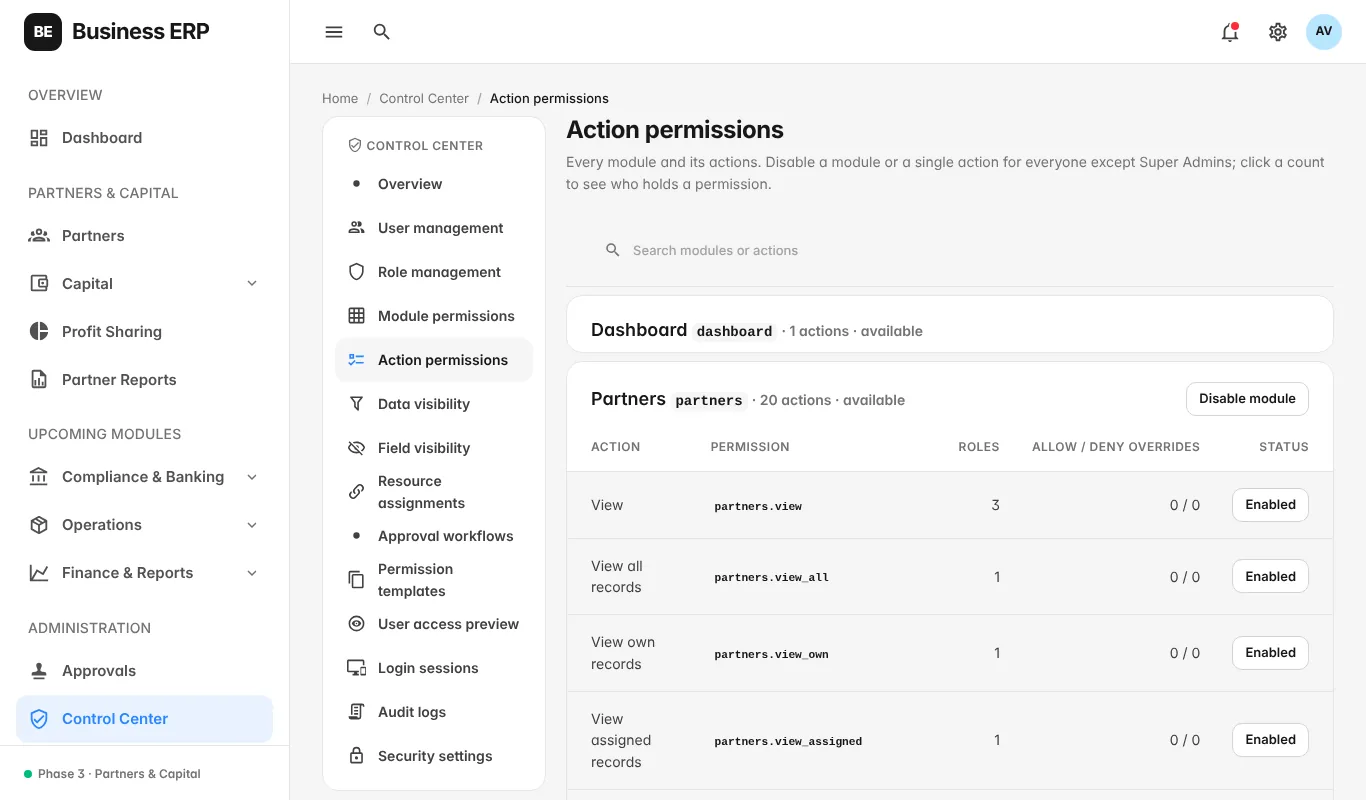 BE Business ERP
OVERVIEW
Dashboard
PARTNERS & CAPITAL
Partners
Capital
Profit Sharing
Partner Reports
UPCOMING MODULES
Compliance & Banking
Operations
Finance & Reports
ADMINISTRATION
Approvals
Control Center
Phase 3 · Partners & Capital
AV
Home / Control Center / Action permissions
CONTROL CENTER
Overview
User management
Role management
Module permissions
Action permissions
Data visibility
Field visibility
Resource
assignments
Approval workflows
Permission
templates
User access preview
Login sessions
Audit logs
Security settings
Action permissions
Every module and its actions. Disable a module or a single action for everyone except Super Admins; click a count
to see who holds a permission.
Search modules or actions
Dashboard dashboard · 1 actions · available
Partners partners · 20 actions · available Disable module
ACTION PERMISSION ROLES ALLOW / DENY OVERRIDES STATUS
View partners.view 3 0 / 0 Enabled
View all
records partners.view_all 1 0 / 0 Enabled
View own
records partners.view_own 1 0 / 0 Enabled
View
assigned partners.view_assigned 1 0 / 0 Enabled
records